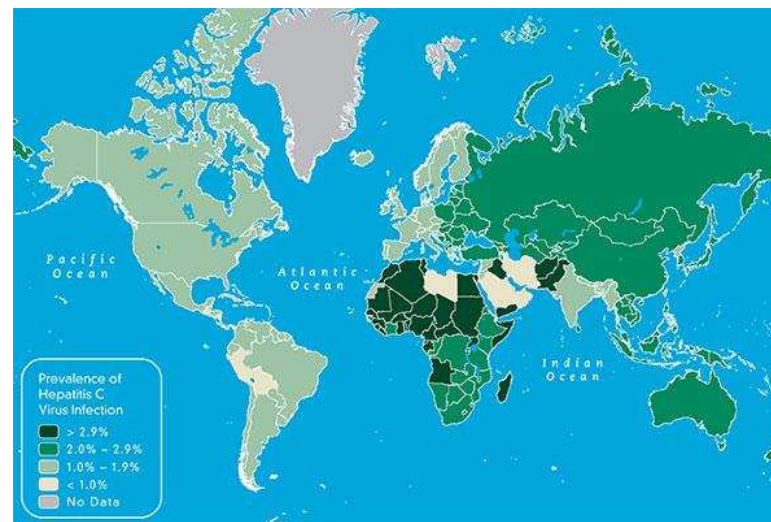 Pacific
Ocean
Atlantic
Ocean
Indian
Ocean
Prevalence of
Hepatitis C
Virus Infection
> 2.9%
2.0% – 2.9%
1.0% – 1.9%
< 1.0%
No Data